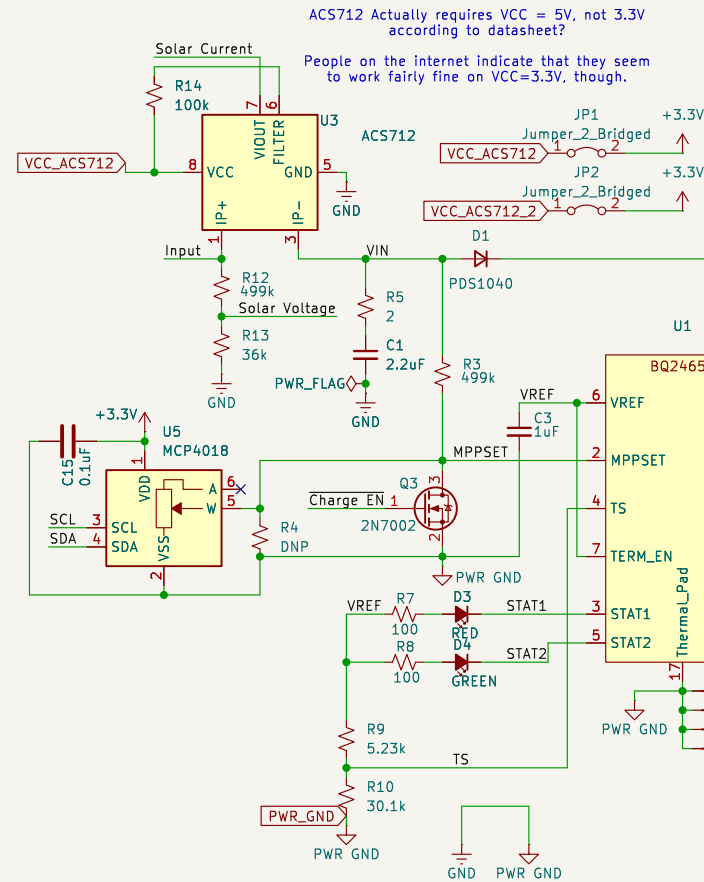 ACS712 Actually requires VCC = 5V, not 3.3V
according to datasheet?
People on the internet indicate that they seem
to work fairly fine on VCC=3.3V, though.
Solar Current
R14
100k
7
6
U3
ACS712
VIOUT
FILTER
VCC_ACS712
8
VCC
GND
5
GND
IP+
IP-
1
3
JP1
Jumper_2_Bridged
+3.3V
VCC_ACS712
1
2
JP2
Jumper_2_Bridged
+3.3V
VCC_ACS712_2
1
2
Input
VIN
D1
PDS1040
R12
499k
Solar Voltage
R13
36k
GND
R5
2
C1
2.2uF
PWR_FLAG
GND
R3
499k
U1
BQ2465
VREF
C3
1uF
6
VREF
MPPSET
2
MPPSET
4
TS
7
TERM_EN
3
STAT1
5
STAT2
Thermal_Pad
17
+3.3V
U5
MCP4018
C15
0.1uF
1
VDD
A
6
W
5
SCL
3
SCL
SDA
4
SDA
VSS
2
R4
DNP
Charge EN
1
Q3
2N7002
3
2
PWR GND
VREF
R7
100
D3
RED
STAT1
R8
100
D4
GREEN
STAT2
PWR GND
R9
5.23k
TS
R10
30.1k
PWR_GND
PWR GND
GND
PWR GND